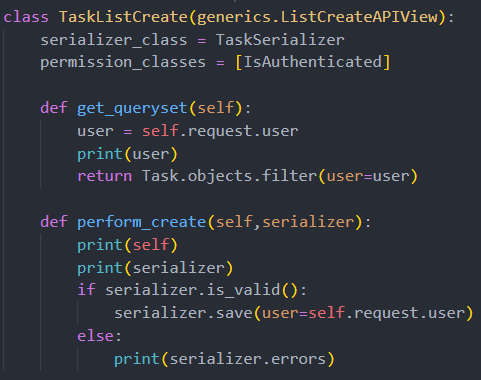 class TaskListCreate(generics.ListCreateAPIView):
    serializer_class = TaskSerializer
    permission_classes = [IsAuthenticated]

    def get_queryset(self):
        user = self.request.user
        print(user)
        return Task.objects.filter(user=user)

    def perform_create(self,serializer):
        print(self)
        print(serializer)
        if serializer.is_valid():
            serializer.save(user=self.request.user)
        else:
            print(serializer.errors)